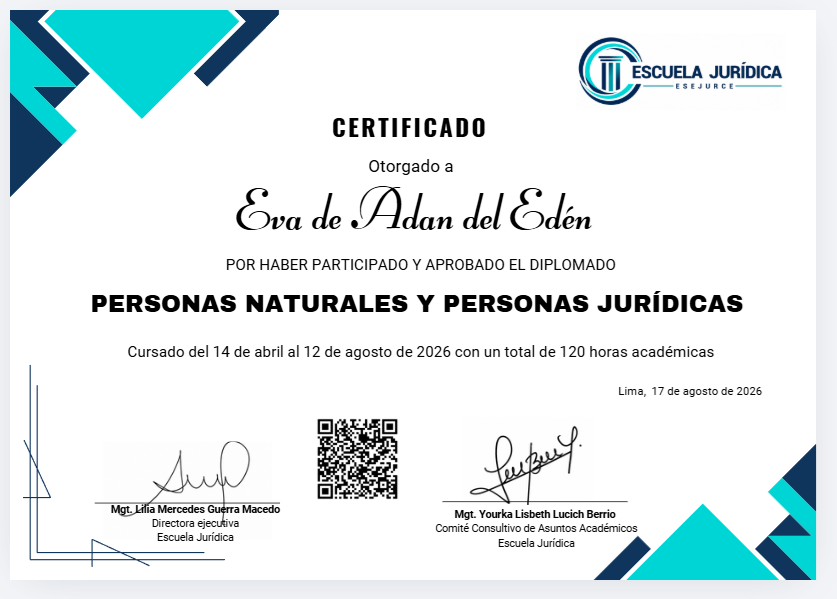 ESCUELA JURÍDICA
ESEJURCE
CERTIFICADO
Otorgado a
Eva de Adan del Edén
POR HABER PARTICIPADO Y APROBADO EL DIPLOMADO
PERSONAS NATURALES Y PERSONAS JURÍDICAS
Cursado del 14 de abril al 12 de agosto de 2026 con un total de 120 horas académicas
Lima, 17 de agosto de 2026
Mgt. Lilia Mercedes Guerra Macedo
Directora ejecutiva
Escuela Jurídica
Mgt. Yourka Lisbeth Lucich Berrio
Comité Consultivo de Asuntos Académicos
Escuela Jurídica